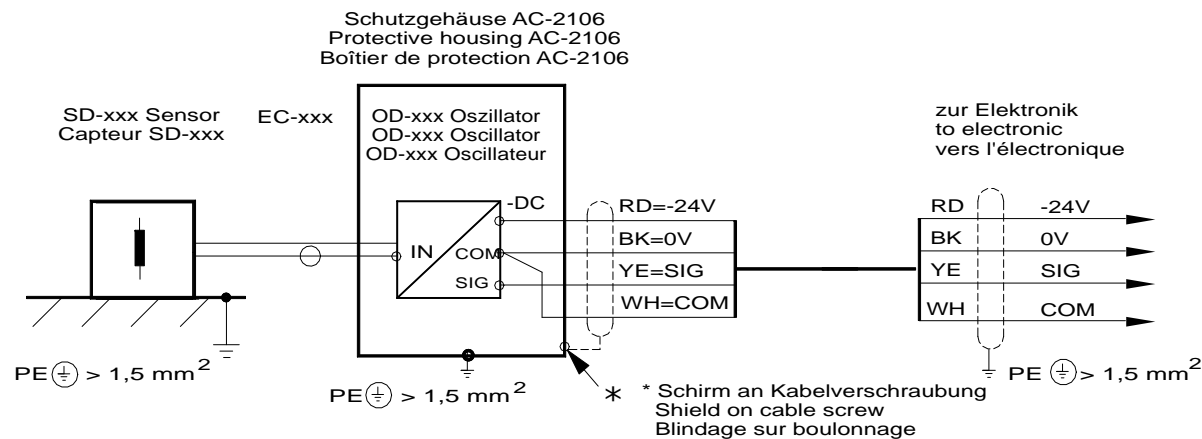 Schutzgehäuse AC-2106
Protective housing AC-2106
Boîtier de protection AC-2106
SD-xxx Sensor
Capteur SD-xxx
EC-xxx
OD-xxx Oszillator
OD-xxx Oscillator
OD-xxx Oscillateur
zur Elektronik
to electronic
vers l'électronique
-DC
IN
COM
SIG
RD=-24V
BK=0V
YE=SIG
WH=COM
RD -24V
BK 0V
YE SIG
WH COM
PE > 1,5 mm²
PE > 1,5 mm²
PE > 1,5 mm²
*
* Schirm an Kabelverschraubung
Shield on cable screw
Blindage sur boulonnage